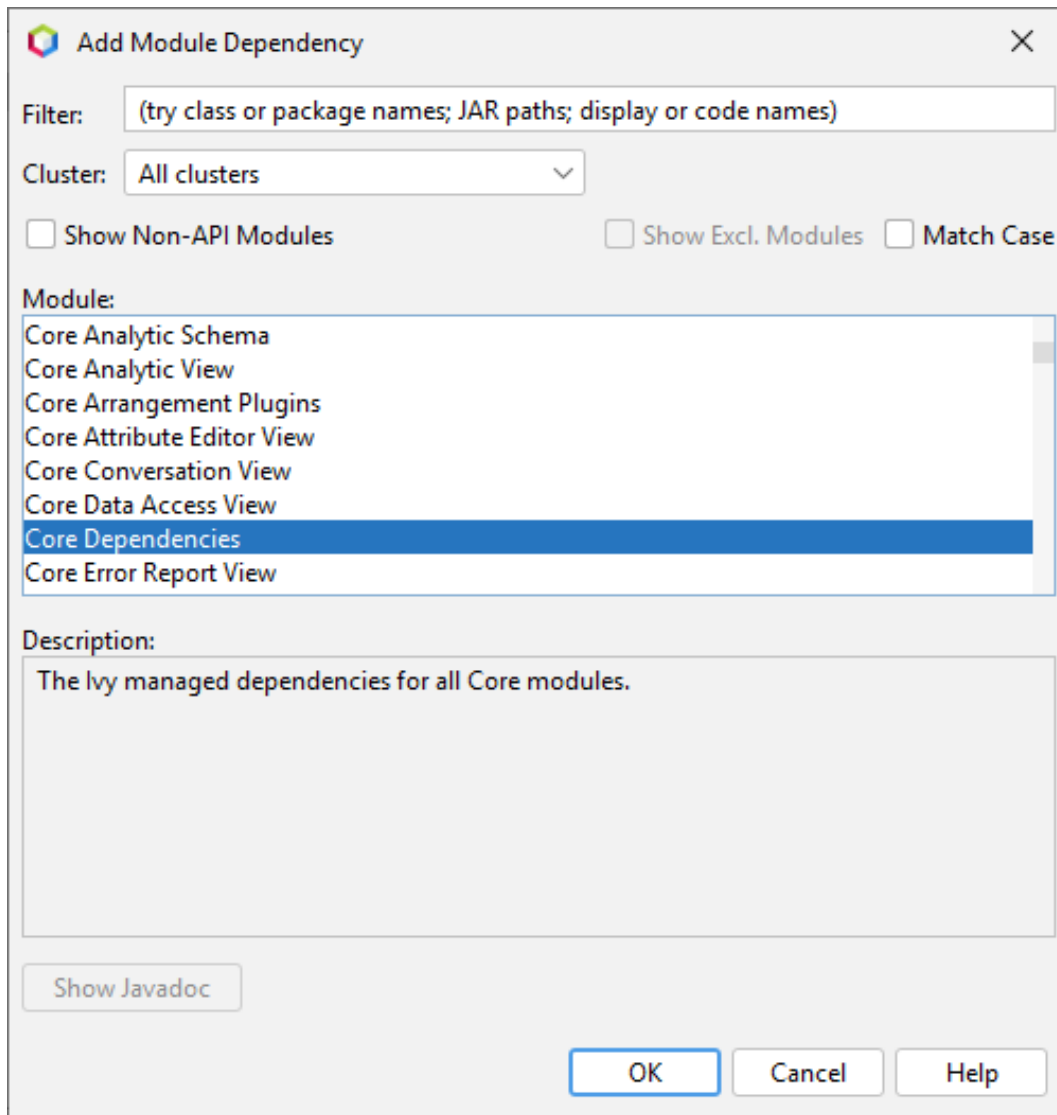 Add Module Dependency
Filter: (try class or package names; JAR paths; display or code names)
Cluster: All clusters
Show Non-API Modules Show Excl. Modules Match Case
Module:
Core Analytic Schema
Core Analytic View
Core Arrangement Plugins
Core Attribute Editor View
Core Conversation View
Core Data Access View
Core Dependencies
Core Error Report View
Description:
The Ivy managed dependencies for all Core modules.
Show Javadoc
OK Cancel Help